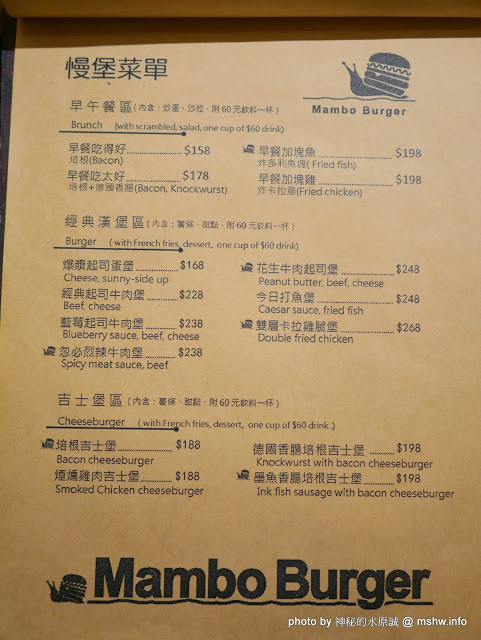 慢堡菜單
Mambo Burger
早午餐區 (內含:炒蛋、沙拉、附 60 元飲料一杯)
Brunch (with scrambled, salad, one cup of $60 drink)
早餐吃得好 $158
培根(Bacon)
早餐吃太好 $178
培根+德國香腸(Bacon, Knockwurst)
早餐加塊魚 $198
炸多利魚塊( Fried fish)
早餐加塊雞 $198
炸卡拉雞(Fried chicken)
經典漢堡區 (內含:薯條、甜點、附 60 元飲料一杯)
Burger ( with French fries, dessert, one cup of $60 drink)
爆漿起司蛋堡 $168
Cheese, sunny-side up
經典起司牛肉堡 $228
Beef, cheese
藍莓起司牛肉堡 $238
Blueberry sauce, beef, cheese
忽必烈辣牛肉堡 $238
Spicy meat sauce, beef
花生牛肉起司堡 $248
Peanut butter, beef, cheese
今日打魚堡 $248
Caesar sauce, fried fish
雙層卡拉雞腿堡 $268
Double fried chicken
吉士堡區 (內含:薯條、甜點、附 60 元飲料一杯)
Cheeseburger ( with French fries, dessert, one cup of $60 drink.)
培根吉士堡 $188
Bacon cheeseburger
煙燻雞肉吉士堡 $188
Smoked Chicken cheeseburger
德國香腸培根吉士堡 $198
Knockwurst with bacon cheeseburger
墨魚香腸培根吉士堡 $198
Ink fish sausage with bacon cheeseburger
Mambo Burger
photo by 神秘的水原誠 @ mshw.info